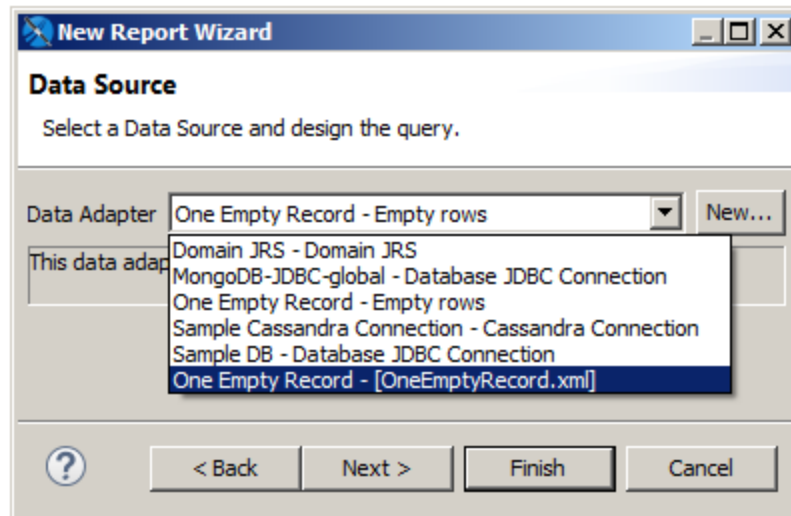 New Report Wizard
Data Source
Select a Data Source and design the query.
Data Adapter One Empty Record - Empty rows New...
This data adap
Domain JRS - Domain JRS
MongoDB-JDBC-global - Database JDBC Connection
One Empty Record - Empty rows
Sample Cassandra Connection - Cassandra Connection
Sample DB - Database JDBC Connection
One Empty Record - [OneEmptyRecord.xml]
? < Back Next > Finish Cancel